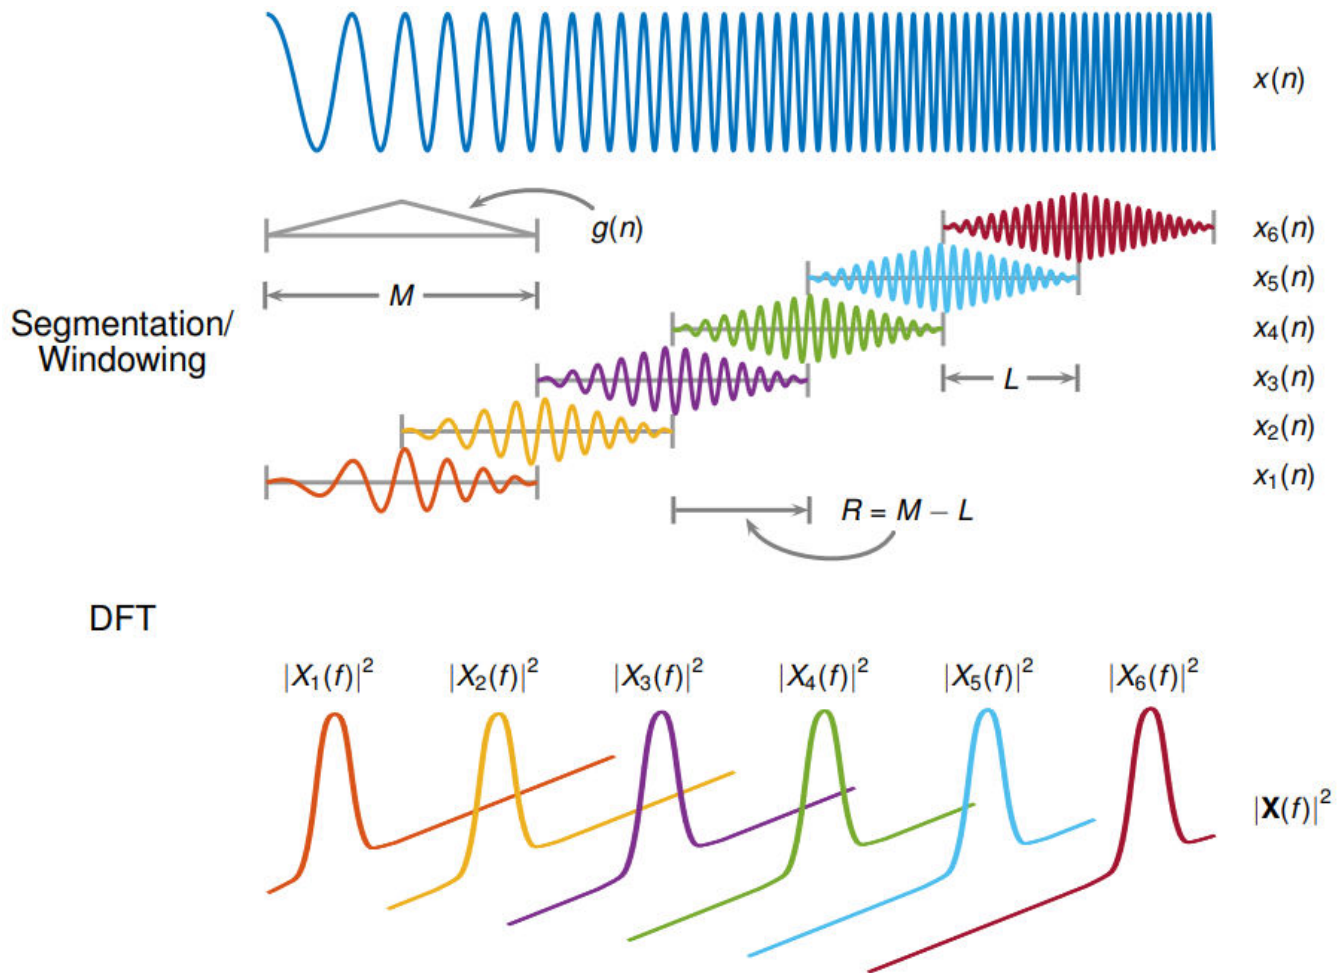 x(n)
g(n)
M
Segmentation/
Windowing
x₆(n)
x₅(n)
x₄(n)
x₃(n)
L
x₂(n)
x₁(n)
R = M − L
DFT
|X₁(f)|² |X₂(f)|² |X₃(f)|² |X₄(f)|² |X₅(f)|² |X₆(f)|²
|X(f)|²